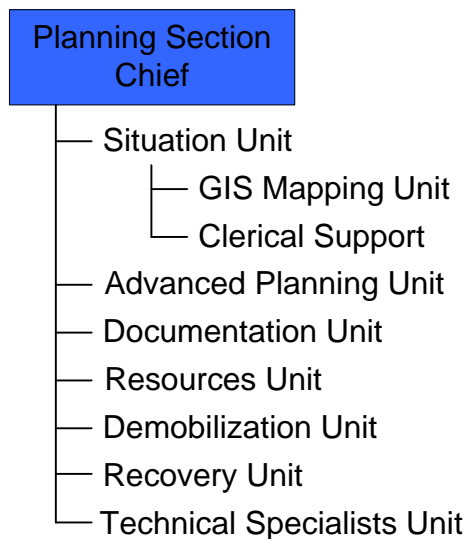 Planning Section
Chief
Situation Unit
GIS Mapping Unit
Clerical Support
Advanced Planning Unit
Documentation Unit
Resources Unit
Demobilization Unit
Recovery Unit
Technical Specialists Unit